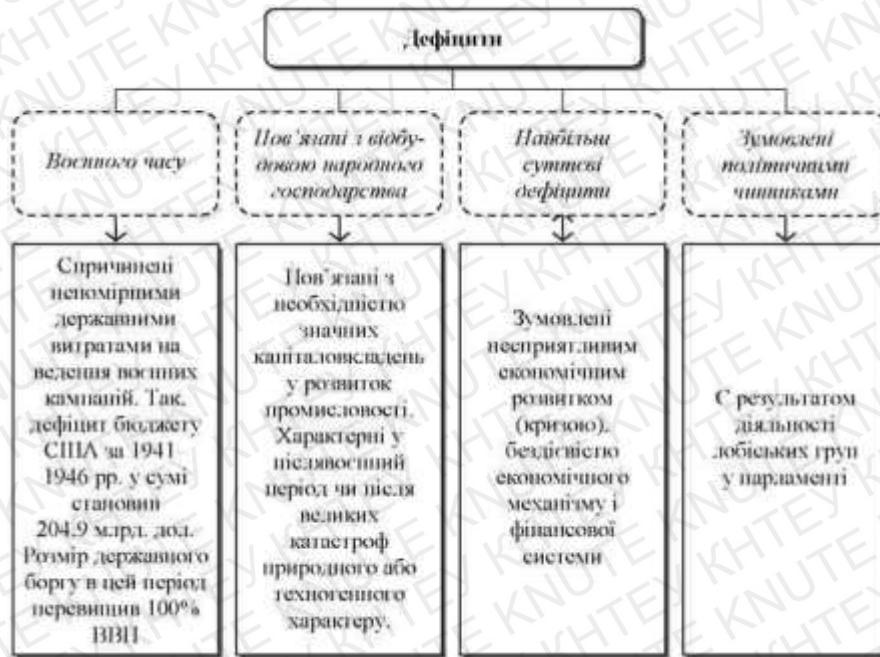 Дефіцити
Воєнного часу
Пов’язані з відбу-
довою народного
господарства
Найбільш
суттєві
дефіцити
Зумовлені
політичними
чинниками
Спричинені
непомірними
державними
витратами на
ведення воєнних
кампаній. Так,
дефіцит бюджету
США за 1941
1946 рр. у сумі
становив
204,9 млрд. дол.
Розмір державного
боргу в цей період
перевищив 100%
ВВП
Пов’язані з
необхідністю
значних
капіталовкладень
у розвиток
промисловості.
Характерні у
післявоєнний
період чи після
великих
катастроф
природного або
техногенного
характеру.
Зумовлені
несприятливим
економічним
розвитком
(кризою),
бездієвістю
економічного
механізму і
фінансової
системи
Є результатом
діяльності
лобіських груп
у парламенті
КНТЕУ KNUTE